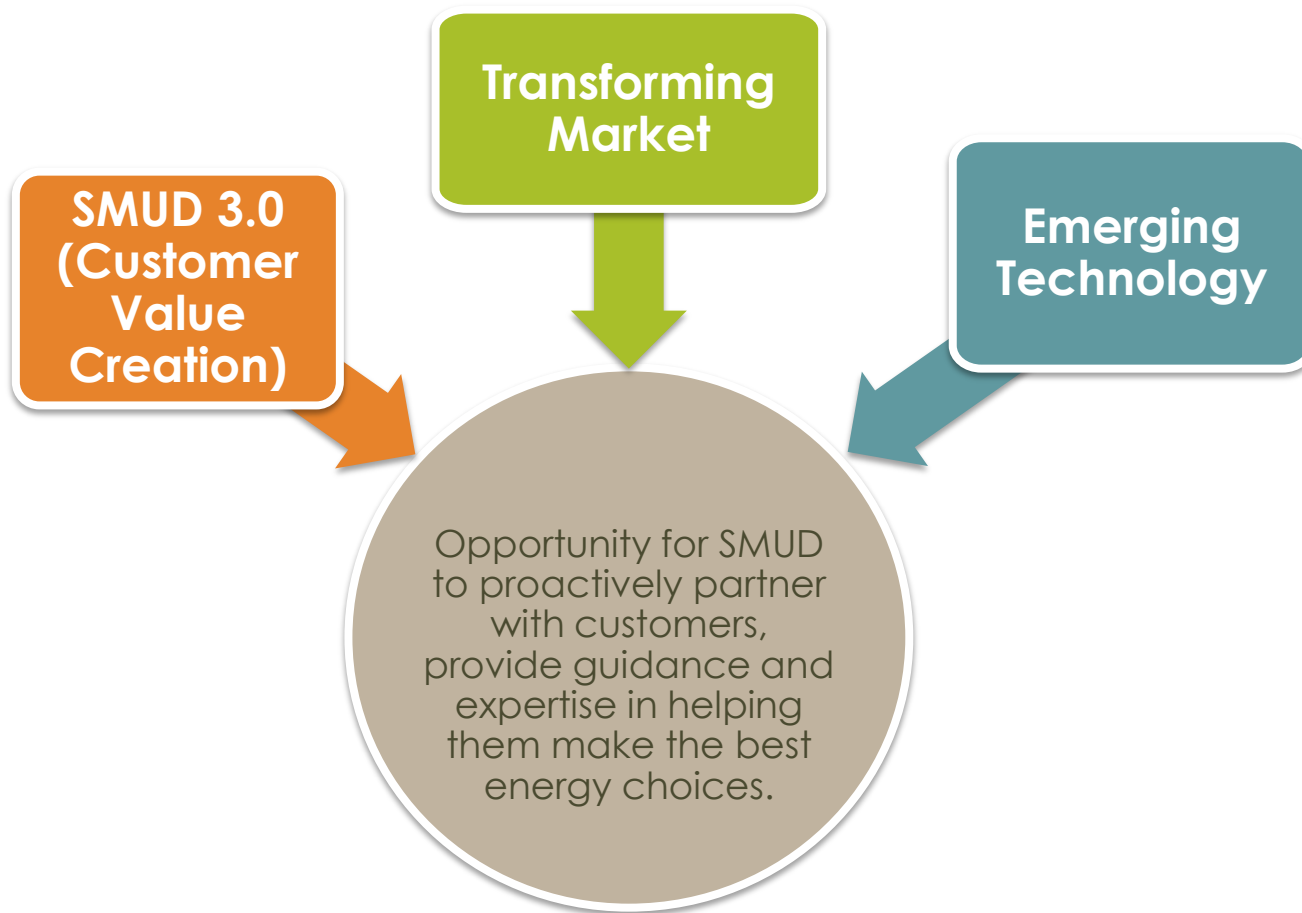 Transforming
Market
SMUD 3.0
(Customer
Value
Creation)
Emerging
Technology
Opportunity for SMUD
to proactively partner
with customers,
provide guidance and
expertise in helping
them make the best
energy choices.